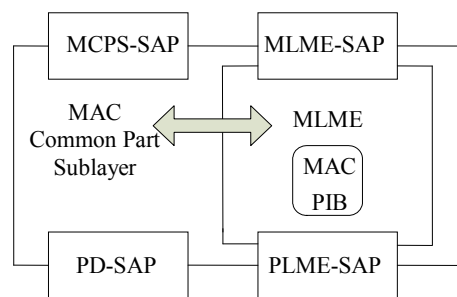 MCPS-SAP
MLME-SAP
MAC
Common Part
Sublayer
MLME
MAC
PIB
PD-SAP
PLME-SAP